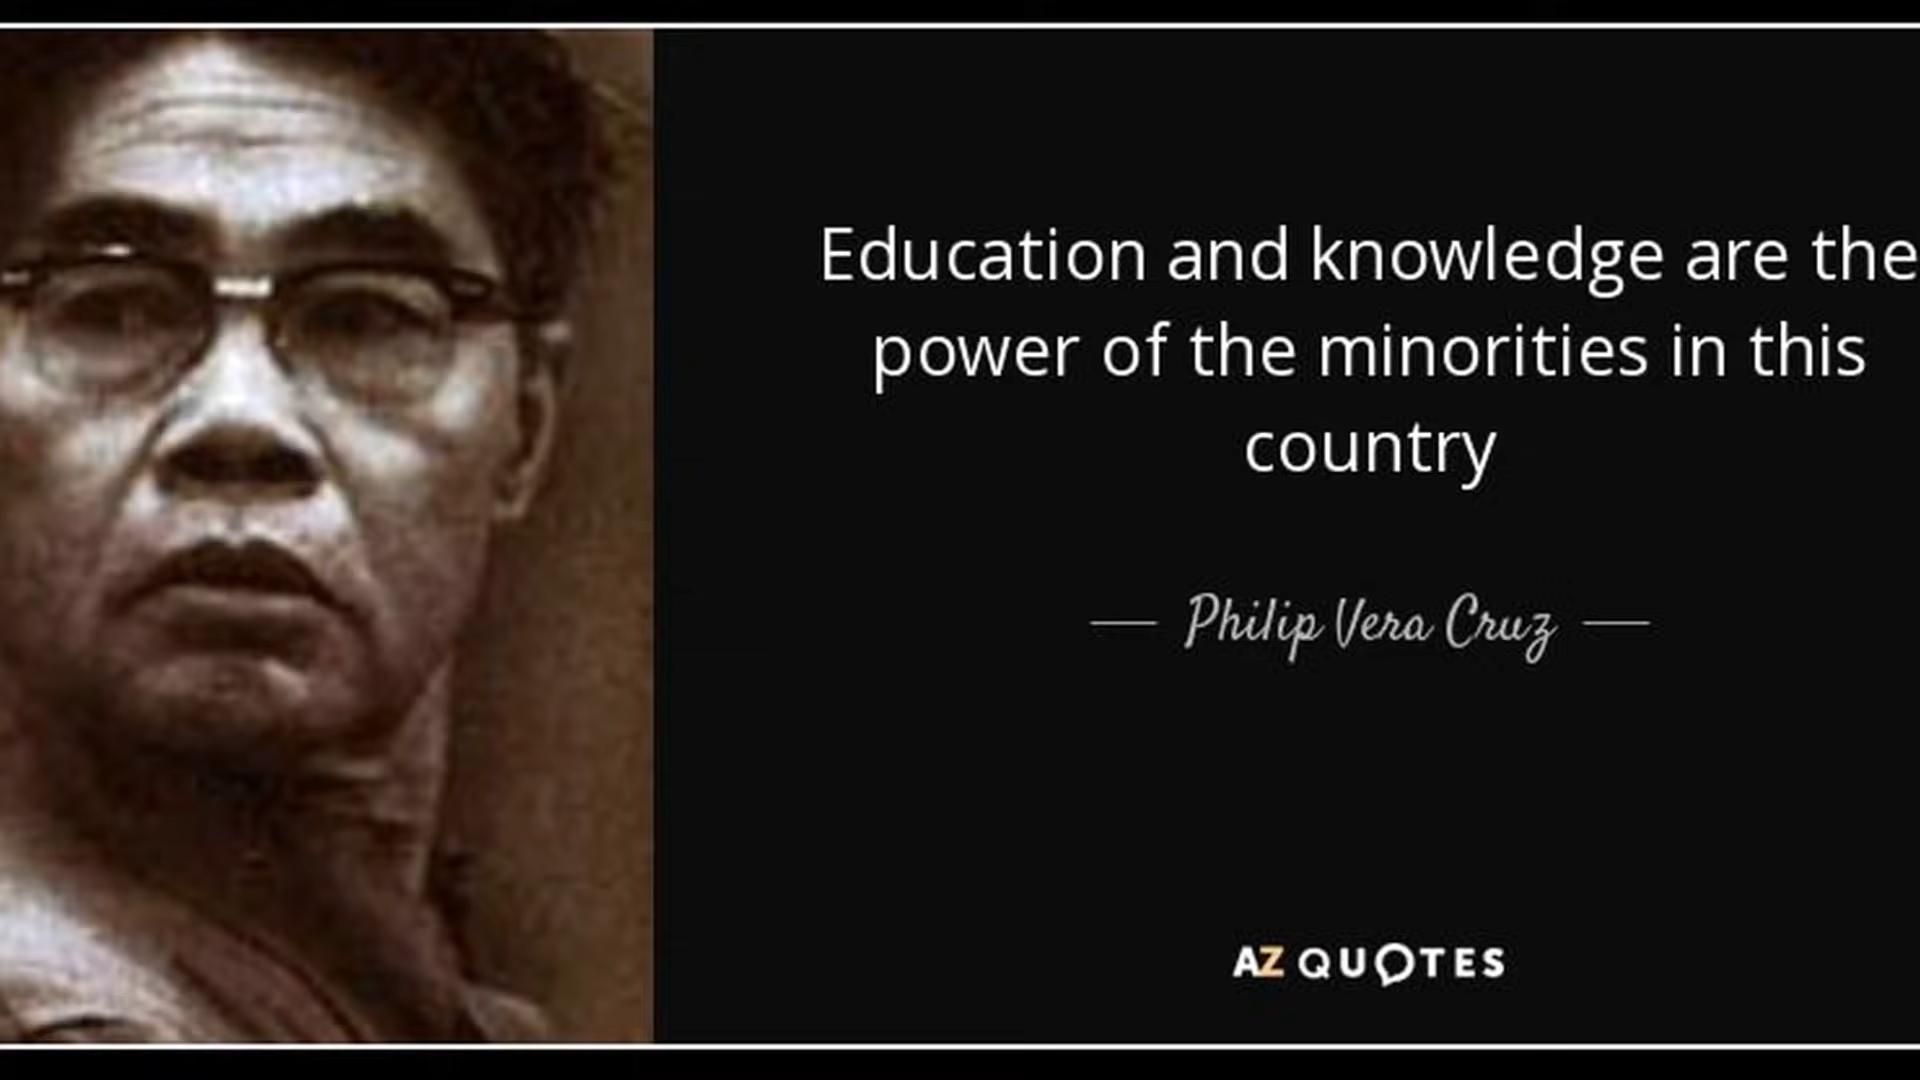 Education and knowledge are the
power of the minorities in this
country
— Philip Vera Cruz —
AZ QUOTES